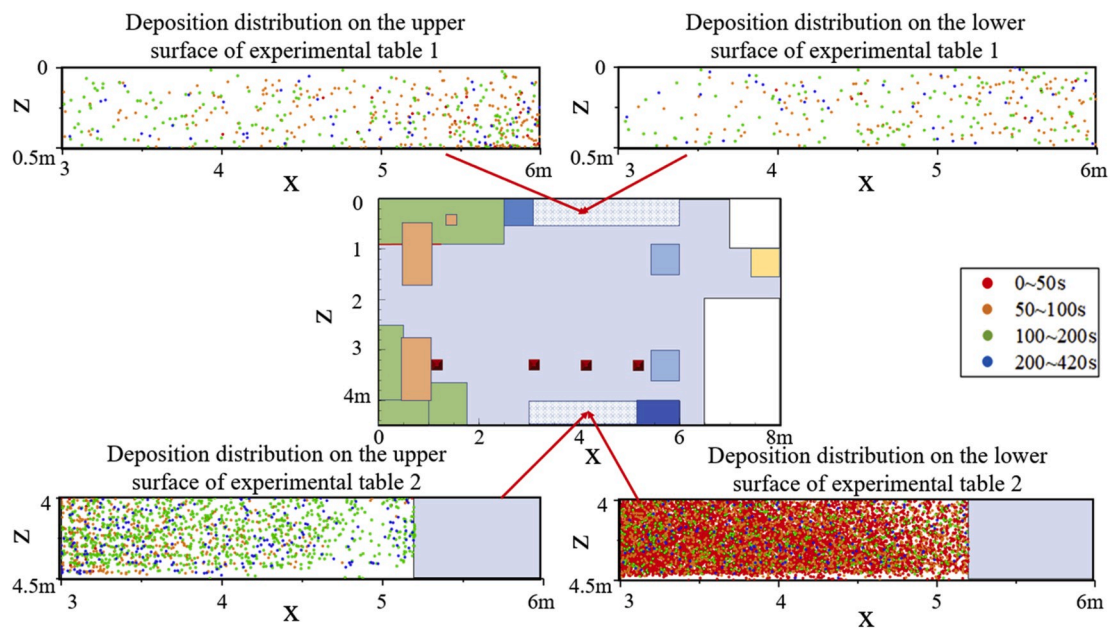 Deposition distribution on the upper
surface of experimental table 1
Deposition distribution on the lower
surface of experimental table 1
0
Z
0.5m
3 4 5 6m
X
0
Z
0.5m
3 4 5 6m
X
0
1
2
Z
3
4m
0 2 4 6 8m
X
0~50s
50~100s
100~200s
200~420s
Deposition distribution on the upper
surface of experimental table 2
Deposition distribution on the lower
surface of experimental table 2
4
Z
4.5m
3 4 5 6m
X
4
Z
4.5m
3 4 5 6m
X